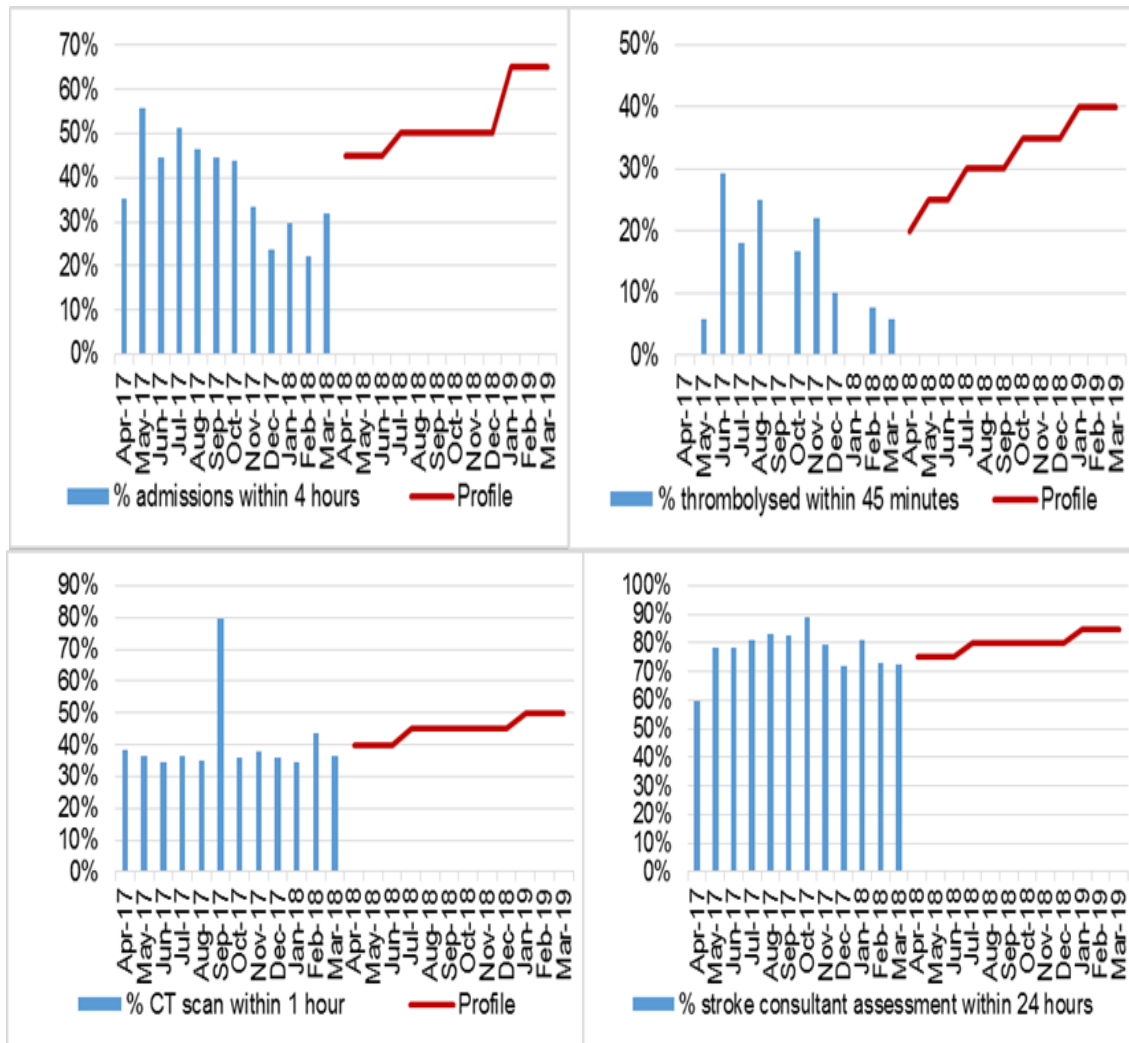 70%
60%
50%
40%
30%
20%
10%
0%
Apr-17
May-17
Jun-17
Jul-17
Aug-17
Sep-17
Oct-17
Nov-17
Dec-17
Jan-18
Feb-18
Mar-18
Apr-18
May-18
Jun-18
Jul-18
Aug-18
Sep-18
Oct-18
Nov-18
Dec-18
Jan-19
Feb-19
Mar-19
% admissions within 4 hours Profile
50%
40%
30%
20%
10%
0%
Apr-17
May-17
Jun-17
Jul-17
Aug-17
Sep-17
Oct-17
Nov-17
Dec-17
Jan-18
Feb-18
Mar-18
Apr-18
May-18
Jun-18
Jul-18
Aug-18
Sep-18
Oct-18
Nov-18
Dec-18
Jan-19
Feb-19
Mar-19
% thrombolysed within 45 minutes Profile
90%
80%
70%
60%
50%
40%
30%
20%
10%
0%
Apr-17
May-17
Jun-17
Jul-17
Aug-17
Sep-17
Oct-17
Nov-17
Dec-17
Jan-18
Feb-18
Mar-18
Apr-18
May-18
Jun-18
Jul-18
Aug-18
Sep-18
Oct-18
Nov-18
Dec-18
Jan-19
Feb-19
Mar-19
% CT scan within 1 hour Profile
100%
90%
80%
70%
60%
50%
40%
30%
20%
10%
0%
Apr-17
May-17
Jun-17
Jul-17
Aug-17
Sep-17
Oct-17
Nov-17
Dec-17
Jan-18
Feb-18
Mar-18
Apr-18
May-18
Jun-18
Jul-18
Aug-18
Sep-18
Oct-18
Nov-18
Dec-18
Jan-19
Feb-19
Mar-19
% stroke consultant assessment within 24 hours